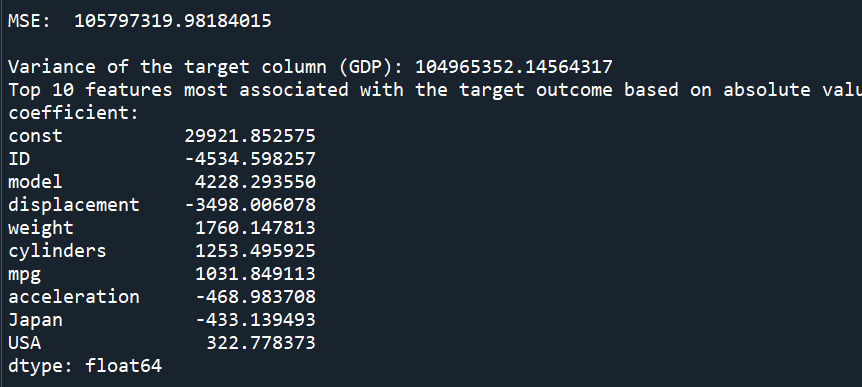 MSE:  105797319.98184015
Variance of the target column (GDP): 104965352.14564317
Top 10 features most associated with the target outcome based on absolute valu
coefficient:
const           29921.852575
ID              -4534.598257
model            4228.293550
displacement    -3498.006078
weight           1760.147813
cylinders        1253.495925
mpg              1031.849113
acceleration     -468.983708
Japan            -433.139493
USA               322.778373
dtype: float64